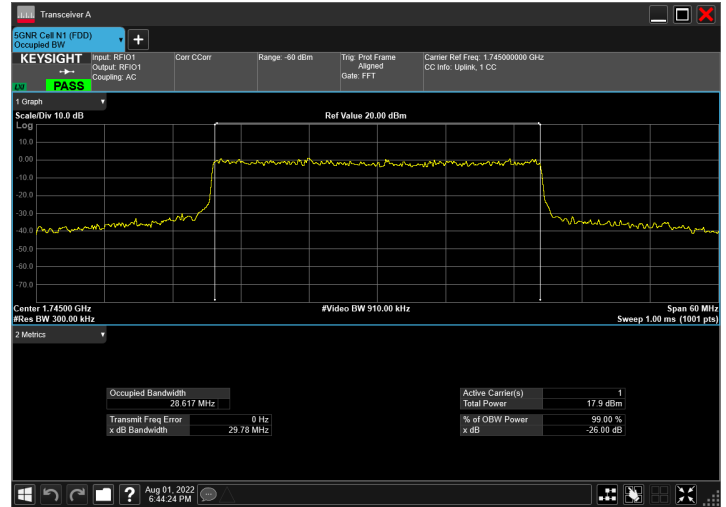 Transceiver A
5GNR Cell N1 (FDD)
Occupied BW
KEYSIGHT
Input: RFIO1
Output: RFIO1
Coupling: AC
Corr CCorr
Range: -60 dBm
Trig: Prot Frame
Aligned
Gate: FFT
Carrier Ref Freq: 1.745000000 GHz
CC Info: Uplink, 1 CC
LXI
PASS
1 Graph
Scale/Div 10.0 dB
Ref Value 20.00 dBm
Log
10.0
0.00
-10.0
-20.0
-30.0
-40.0
-50.0
-60.0
-70.0
Center 1.74500 GHz
#Video BW 910.00 kHz
Span 60 MHz
#Res BW 300.00 kHz
Sweep 1.00 ms (1001 pts)
2 Metrics
Occupied Bandwidth
28.617 MHz
Transmit Freq Error 0 Hz
x dB Bandwidth 29.78 MHz
Active Carrier(s) 1
Total Power 17.9 dBm
% of OBW Power 99.00 %
x dB -26.00 dB
Aug 01, 2022
6:44:24 PM